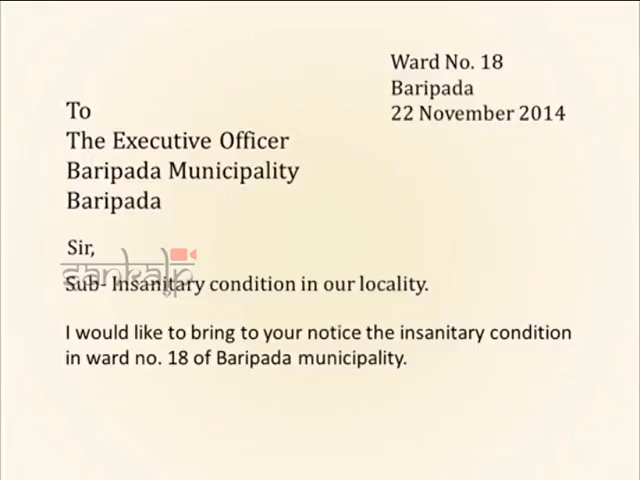 Ward No. 18
Baripada
22 November 2014
To
The Executive Officer
Baripada Municipality
Baripada
Sir,
sankalp
Sub- Insanitary condition in our locality.
I would like to bring to your notice the insanitary condition
in ward no. 18 of Baripada municipality.